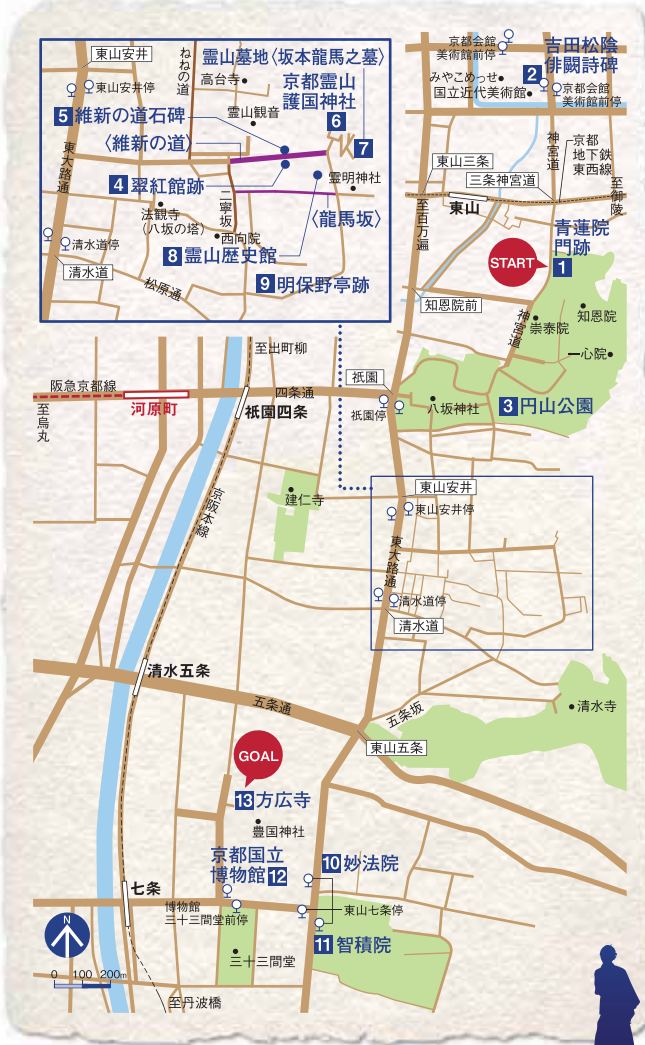 東山安井
東山安井停
ねねの道
高台寺
霊山墓地〈坂本龍馬之墓〉
京都霊山
護国神社
6
7
霊山観音
5 維新の道石碑
〈維新の道〉
東大路通
4 翠紅館跡
霊明神社
法観寺
(八坂の塔)
二寧坂
〈龍馬坂〉
西向院
清水道停
8 霊山歴史館
清水道
松原通
9 明保野亭跡
京都会館
美術館前停
吉田松陰
2 俳闘詩碑
みやこめっせ
国立近代美術館
京都会館
美術館前停
神宮道
京都
地下鉄
東西線
東山三条
三条神宮道
至御陵
東山
至百万遍
青蓮院
門跡
START
1
知恩院前
神宮道
知恩院
崇泰院
一心院
至出町柳
阪急京都線
河原町
四条通
祇園
至烏丸
祇園四条
祇園停
八坂神社
3 円山公園
京阪本線
建仁寺
東山安井
東山安井停
東大路通
清水道停
清水道
清水五条
五条通
五条坂
清水寺
東山五条
GOAL
13 方広寺
豊国神社
京都国立
博物館 12
10 妙法院
七条
博物館
三十三間堂前停
東山七条停
11 智積院
N
三十三間堂
0 100 200m
至丹波橋